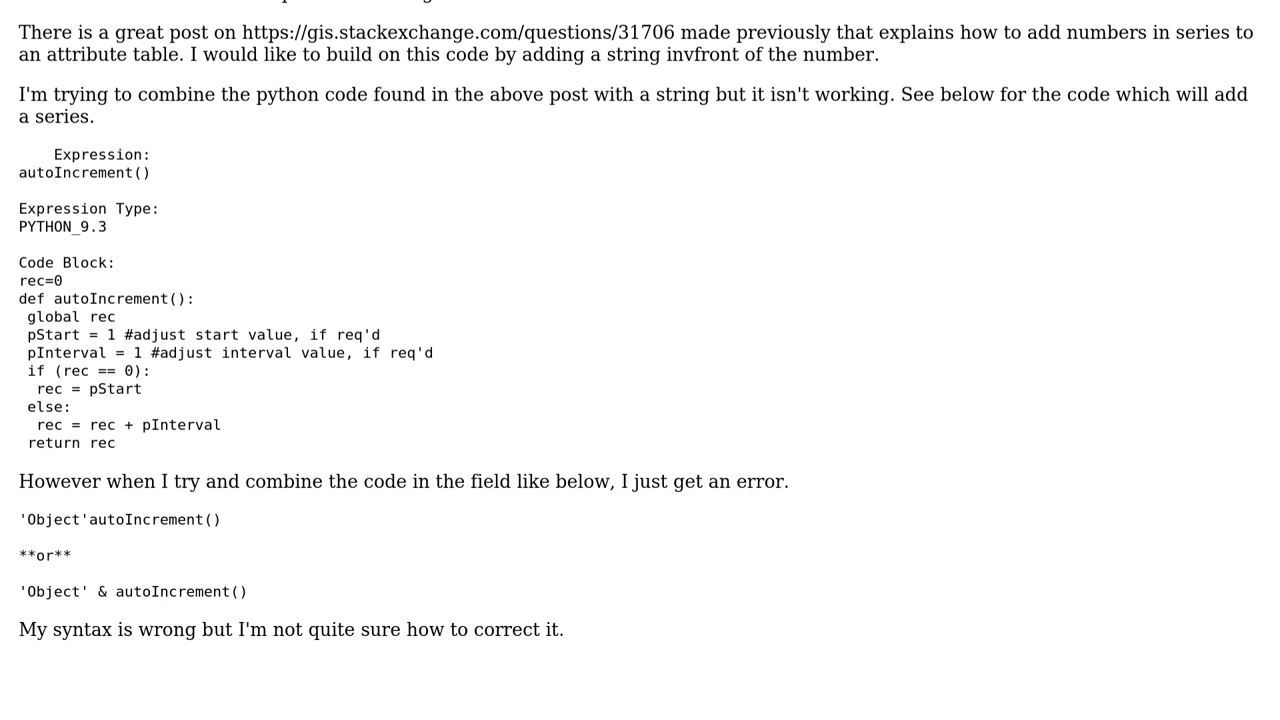 There is a great post on https://gis.stackexchange.com/questions/31706 made previously that explains how to add numbers in series to
an attribute table. I would like to build on this code by adding a string invfront of the number.
I'm trying to combine the python code found in the above post with a string but it isn't working. See below for the code which will add
a series.
Expression:
autoIncrement()
Expression Type:
PYTHON_9.3
Code Block:
rec=0
def autoIncrement():
global rec
pStart = 1 #adjust start value, if req'd
pInterval = 1 #adjust interval value, if req'd
if (rec == 0):
rec = pStart
else:
rec = rec + pInterval
return rec
However when I try and combine the code in the field like below, I just get an error.
'Object'autoIncrement()
**or**
'Object' & autoIncrement()
My syntax is wrong but I'm not quite sure how to correct it.